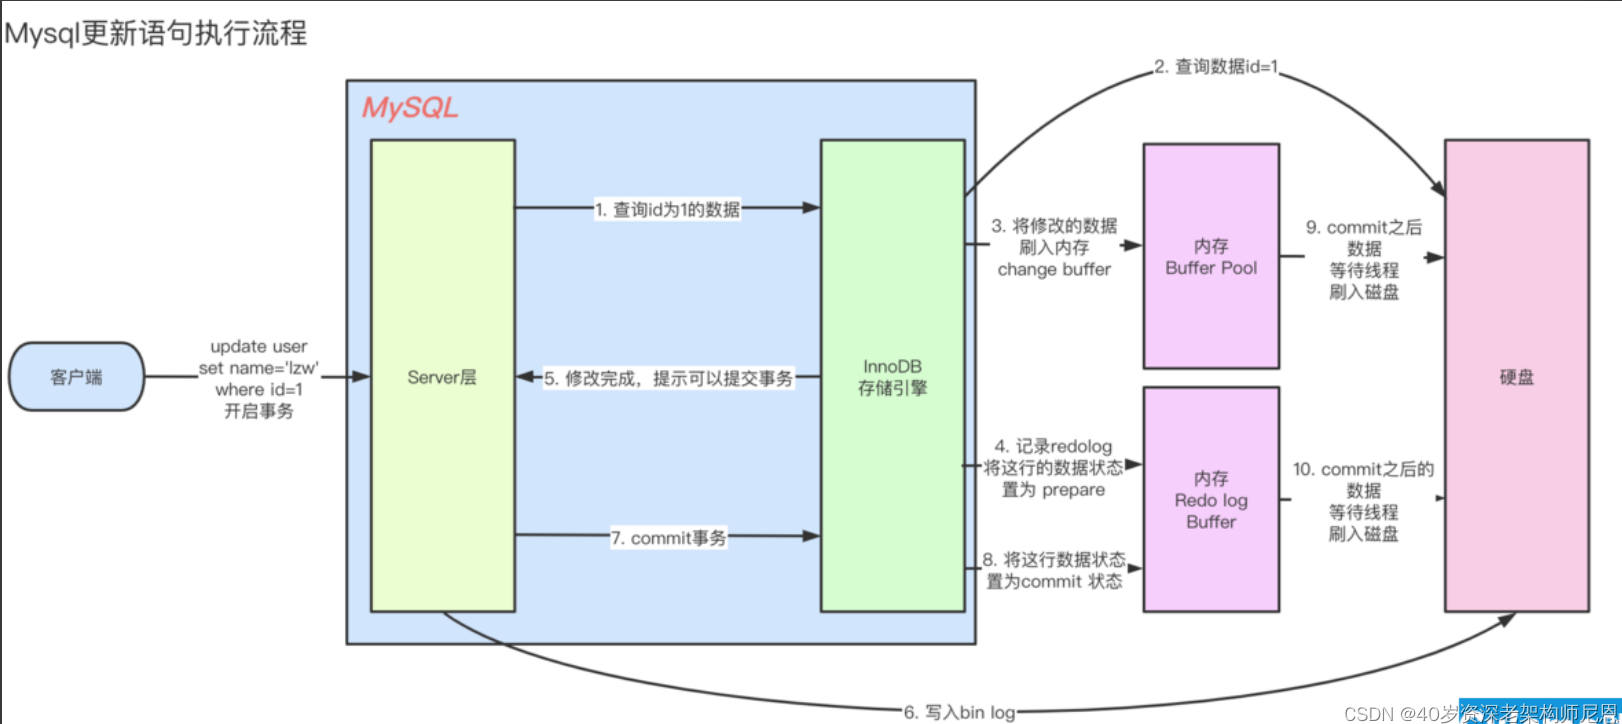 Mysql更新语句执行流程
MySQL
2. 查询数据id=1
1. 查询id为1的数据
3. 将修改的数据
刷入内存
change buffer
内存
Buffer Pool
9. commit之后
数据
等待线程
刷入磁盘
客户端
update user
set name='lzw'
where id=1
开启事务
Server层
5. 修改完成，提示可以提交事务
InnoDB
存储引擎
硬盘
4. 记录redolog
将这行的数据状态
置为 prepare
内存
Redo log
Buffer
10. commit之后的
数据
等待线程
刷入磁盘
7. commit事务
8. 将这行数据状态
置为commit 状态
6. 写入bin log
CSDN @40岁资深老架构师尼恩